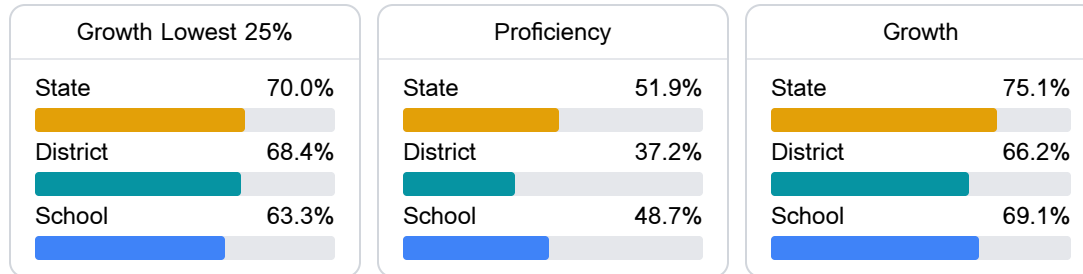 Growth Lowest 25%
State 70.0%
District 68.4%
School 63.3%
Proficiency
State 51.9%
District 37.2%
School 48.7%
Growth
State 75.1%
District 66.2%
School 69.1%